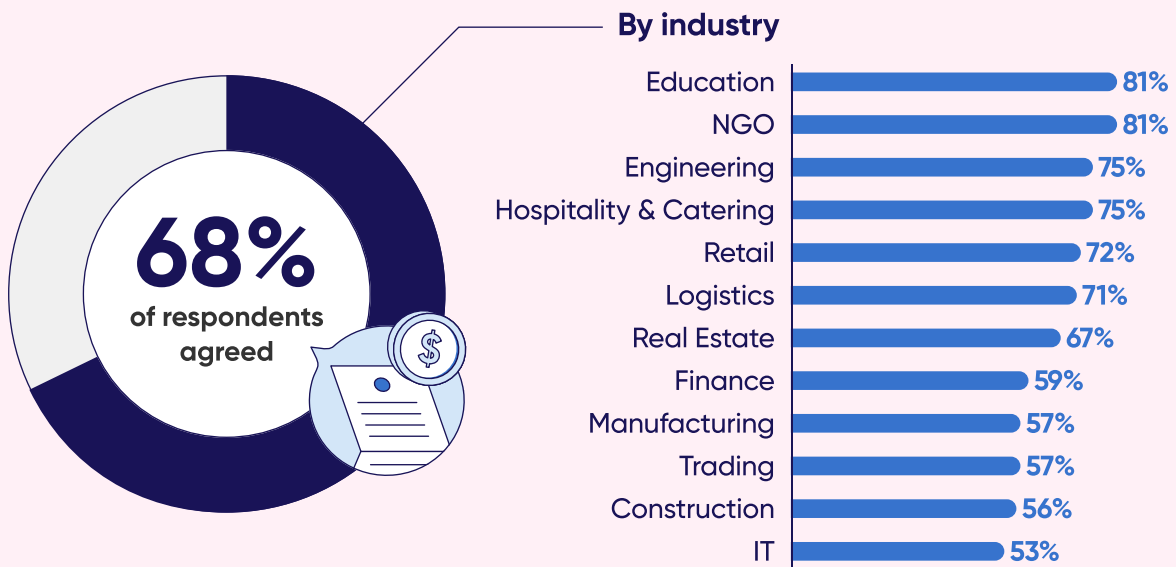 68%
of respondents
agreed
$
By industry
Education 81%
NGO 81%
Engineering 75%
Hospitality & Catering 75%
Retail 72%
Logistics 71%
Real Estate 67%
Finance 59%
Manufacturing 57%
Trading 57%
Construction 56%
IT 53%